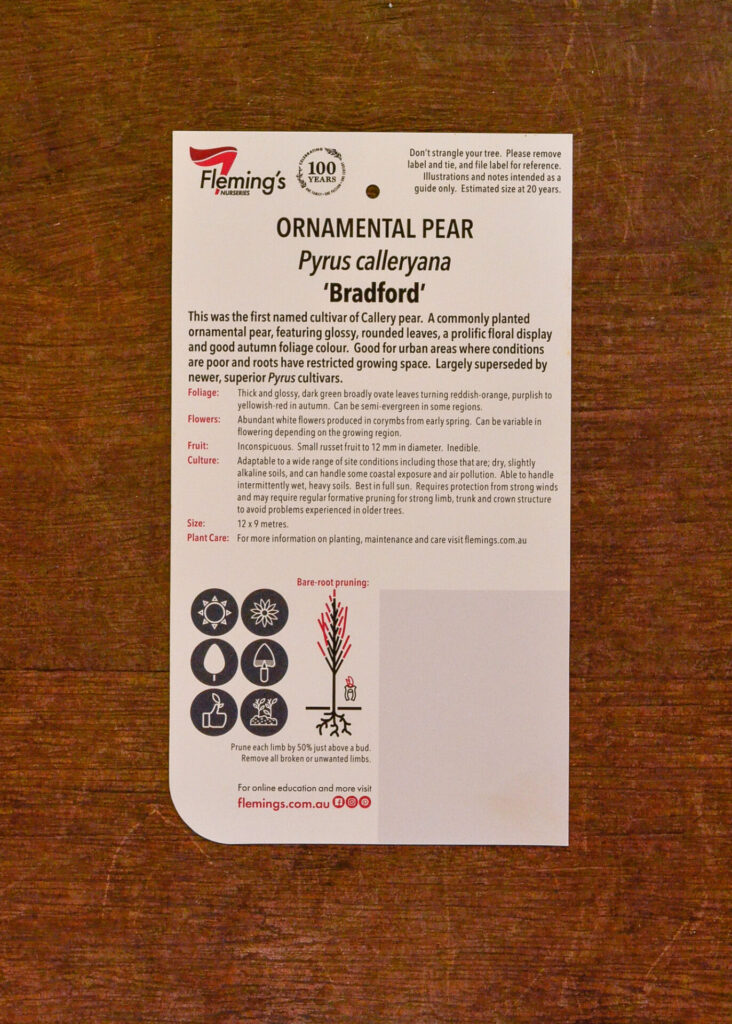 Fleming's
NURSERIES
CELEBRATING
100
YEARS
Don't strangle your tree. Please remove
label and tie, and file label for reference.
Illustrations and notes intended as a
guide only. Estimated size at 20 years.
ORNAMENTAL PEAR
Pyrus calleryana
'Bradford'
This was the first named cultivar of Callery pear. A commonly planted
ornamental pear, featuring glossy, rounded leaves, a prolific floral display
and good autumn foliage colour. Good for urban areas where conditions
are poor and roots have restricted growing space. Largely superseded by
newer, superior Pyrus cultivars.
Foliage: Thick and glossy, dark green broadly ovate leaves turning reddish-orange, purplish to
yellowish-red in autumn. Can be semi-evergreen in some regions.
Flowers: Abundant white flowers produced in corymbs from early spring. Can be variable in
flowering depending on the growing region.
Fruit: Inconspicuous. Small russet fruit to 12 mm in diameter. Inedible.
Culture: Adaptable to a wide range of site conditions including those that are; dry, slightly
alkaline soils, and can handle some coastal exposure and air pollution. Able to handle
intermittently wet, heavy soils. Best in full sun. Requires protection from strong winds
and may require regular formative pruning for strong limb, trunk and crown structure
to avoid problems experienced in older trees.
Size: 12 x 9 metres.
Plant Care: For more information on planting, maintenance and care visit flemings.com.au
Bare-root pruning:
Prune each limb by 50% just above a bud.
Remove all broken or unwanted limbs.
For online education and more visit
flemings.com.au